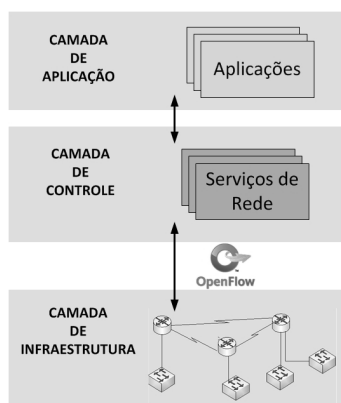 CAMADA
DE
APLICAÇÃO
Aplicações
CAMADA
DE
CONTROLE
Serviços de
Rede
OpenFlow
CAMADA
DE
INFRAESTRUTURA